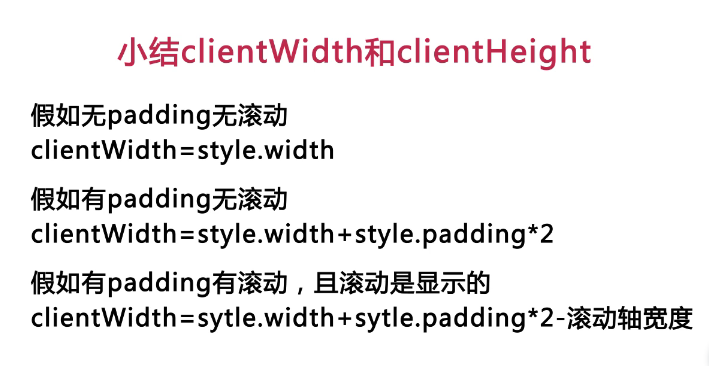 小结clientWidth和clientHeight
假如无padding无滚动
clientWidth=style.width
假如有padding无滚动
clientWidth=style.width+style.padding*2
假如有padding有滚动，且滚动是显示的
clientWidth=sytle.width+sytle.padding*2-滚动轴宽度